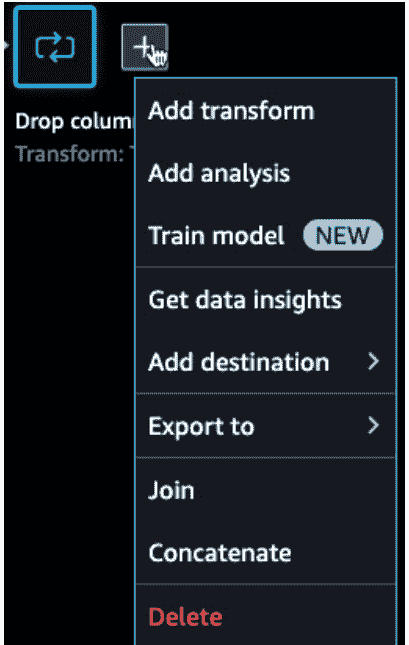 Drop colum
Transform:
Add transform
Add analysis
Train model NEW
Get data insights
Add destination
Export to
Join
Concatenate
Delete